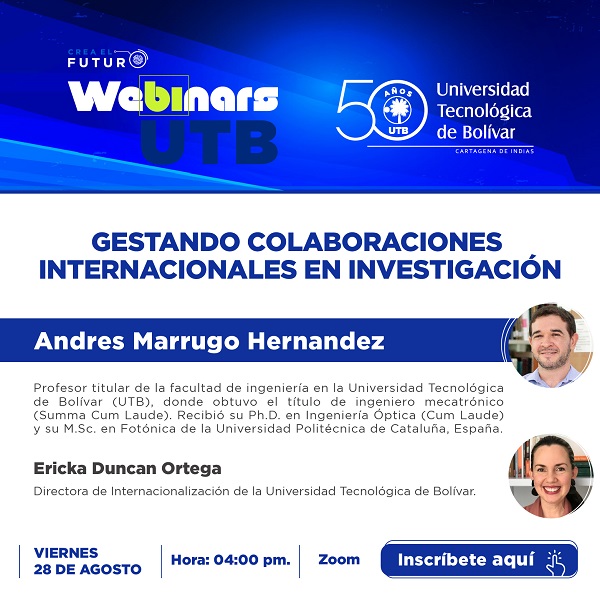 CREA EL
FUTURO
Webinars
UTB
50
AÑOS
UTB
Universidad
Tecnológica
de Bolívar
CARTAGENA DE INDIAS
GESTANDO COLABORACIONES
INTERNACIONALES EN INVESTIGACIÓN
Andres Marrugo Hernandez
Profesor titular de la facultad de ingeniería en la Universidad Tecnológica
de Bolívar (UTB), donde obtuvo el título de ingeniero mecatrónico
(Summa Cum Laude). Recibió su Ph.D. en Ingeniería Óptica (Cum Laude)
y su M.Sc. en Fotónica de la Universidad Politécnica de Cataluña, España.
Ericka Duncan Ortega
Directora de Internacionalización de la Universidad Tecnológica de Bolívar.
VIERNES
28 DE AGOSTO
Hora: 04:00 pm.
Zoom
Inscríbete aquí